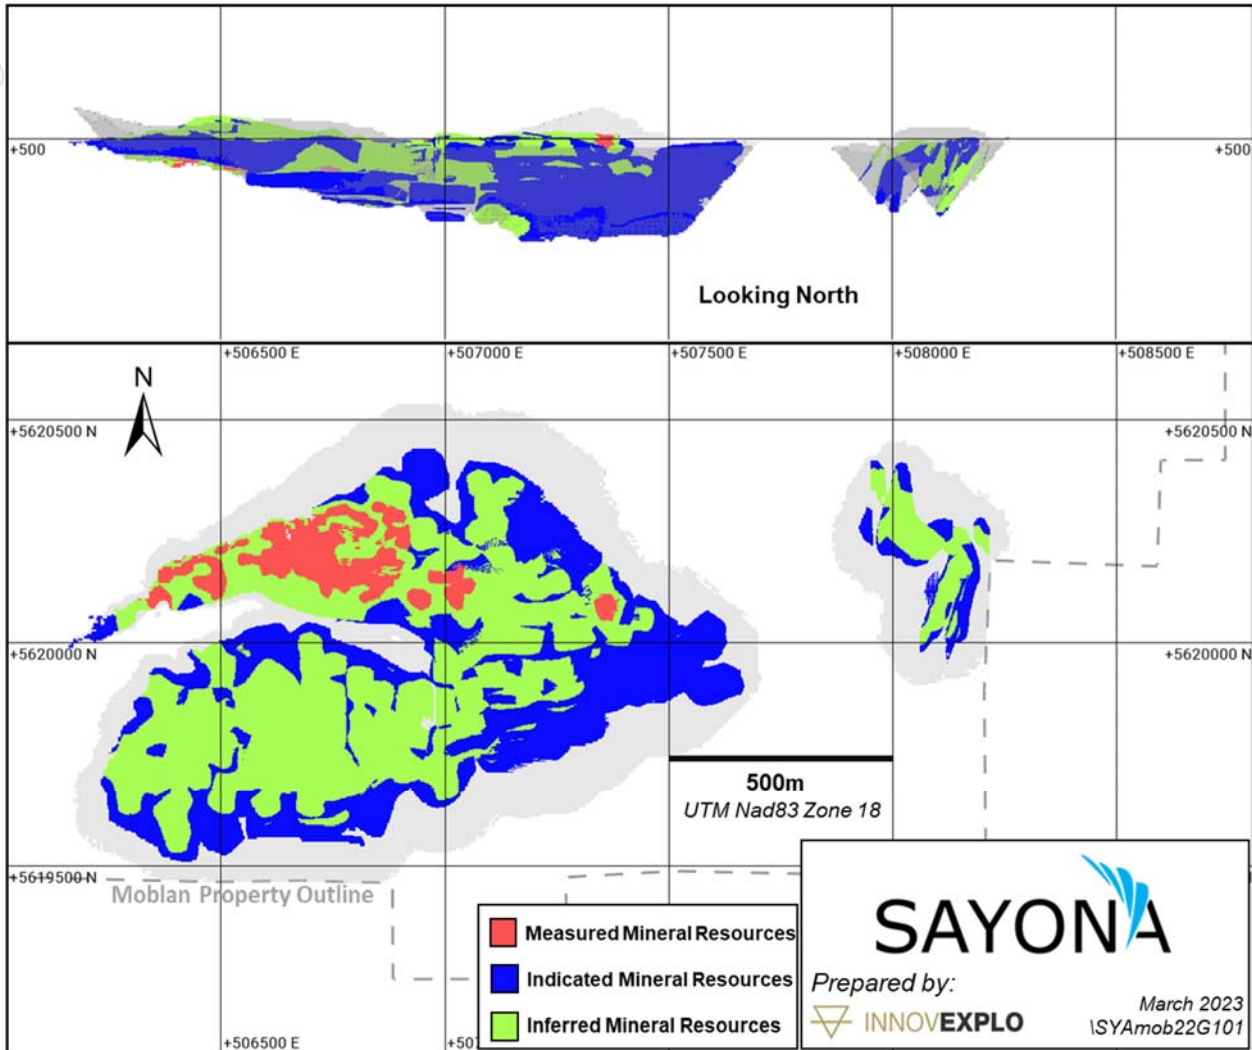 +500
+500
Looking North
+506500 E
+507000 E
+507500 E
+508000 E
+508500 E
N
+5620500 N
+5620500 N
+5620000 N
+5620000 N
500m
UTM Nad83 Zone 18
+5619500 N
Moblan Property Outline
Measured Mineral Resources
Indicated Mineral Resources
Inferred Mineral Resources
SAYONA
Prepared by:
INNOVEXPLO
March 2023
\SYAmob22G101
+506500 E
+507